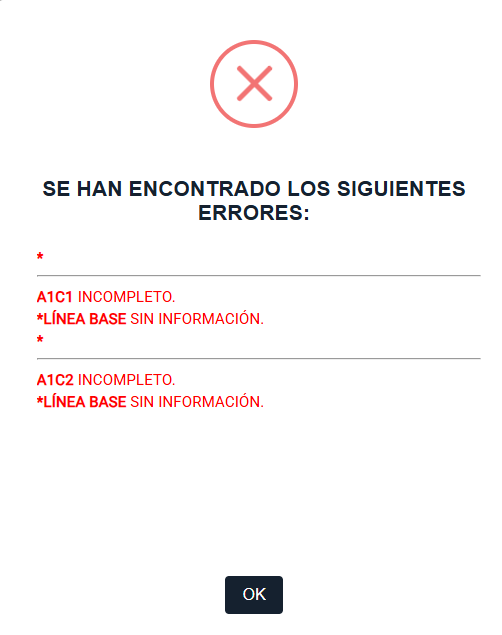 SE HAN ENCONTRADO LOS SIGUIENTES
ERRORES:
*
A1C1 INCOMPLETO.
*LÍNEA BASE SIN INFORMACIÓN.
*
A1C2 INCOMPLETO.
*LÍNEA BASE SIN INFORMACIÓN.
OK